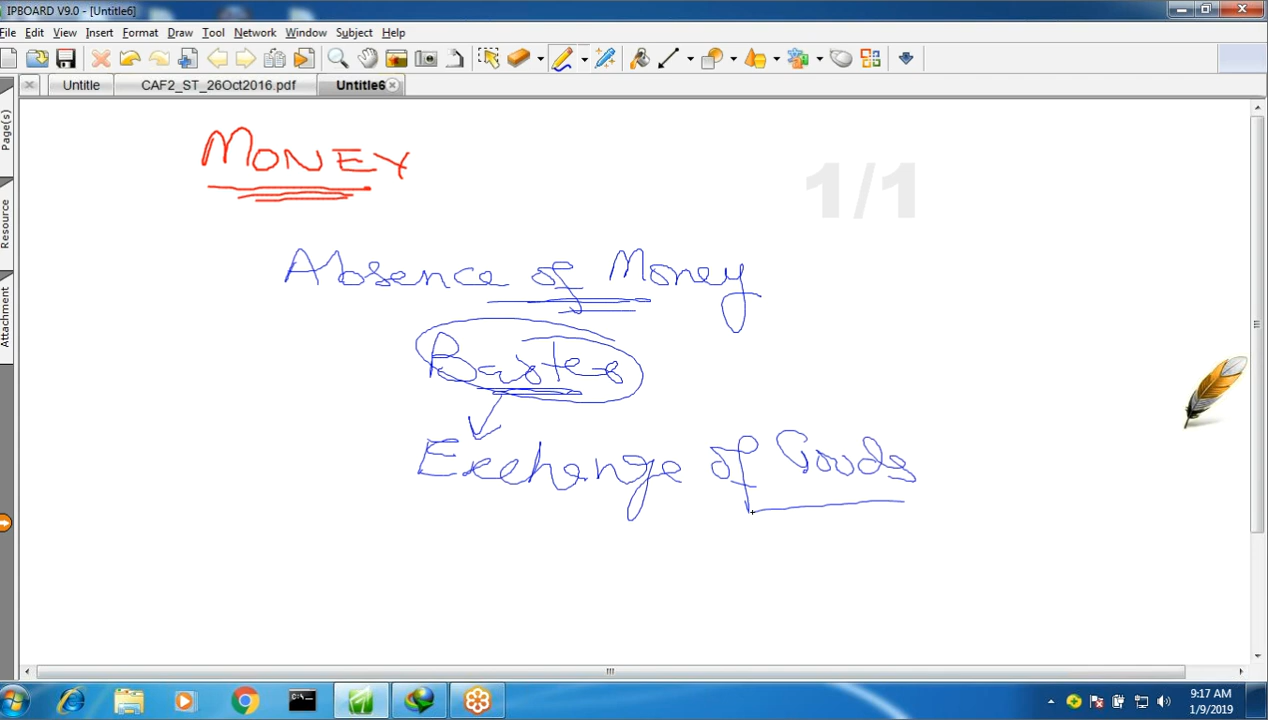 IPBOARD V9.0 - [Untitle6]
File Edit View Insert Format Draw Tool Network Window Subject Help
Untitle CAF2_ST_26Oct2016.pdf Untitle6
Page(s)
Resource
Attachment
1/1
MONEY
Absence of Money
Barter
Exchange of Goods
9:17 AM
1/9/2019